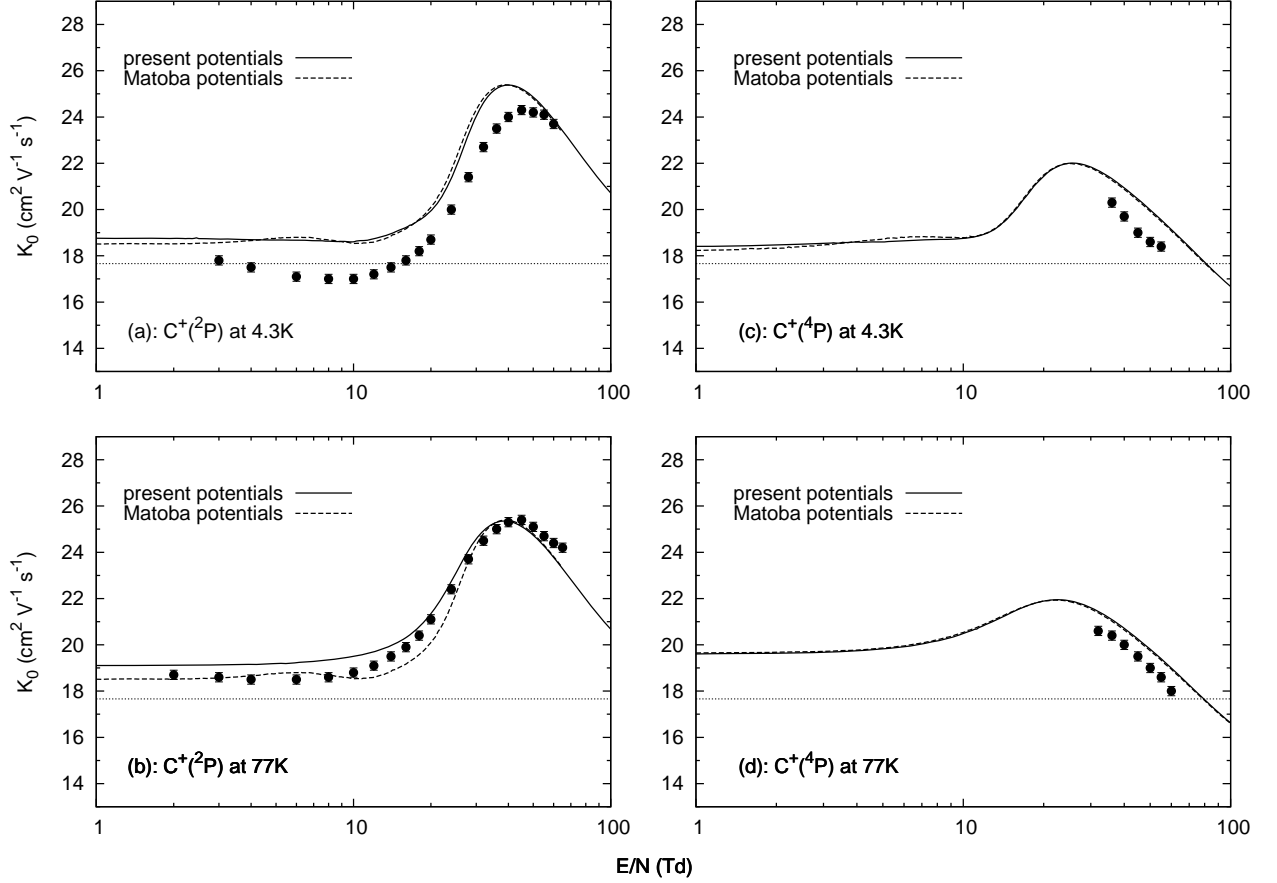 28
26
24
22
20
18
16
14
K₀ (cm² V⁻¹ s⁻¹)
present potentials
Matoba potentials
(a): C⁺(²P) at 4.3K
1 10 100
28
26
24
22
20
18
16
14
present potentials
Matoba potentials
(c): C⁺(⁴P) at 4.3K
1 10 100
28
26
24
22
20
18
16
14
K₀ (cm² V⁻¹ s⁻¹)
present potentials
Matoba potentials
(b): C⁺(²P) at 77K
1 10 100
28
26
24
22
20
18
16
14
present potentials
Matoba potentials
(d): C⁺(⁴P) at 77K
1 10 100
E/N (Td)